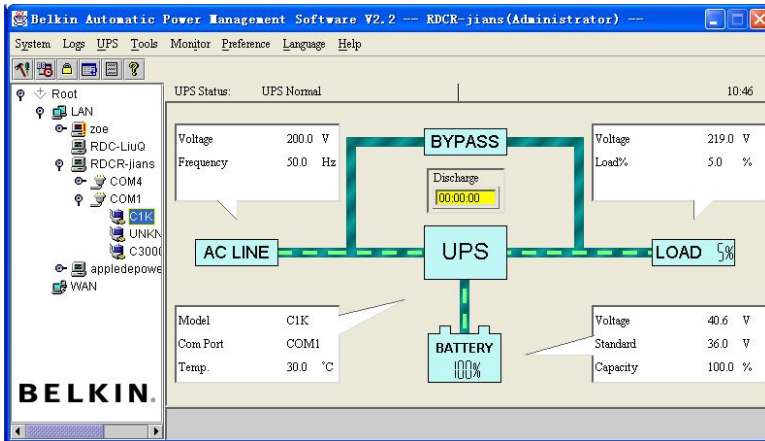 Belkin Automatic Power Management Software V2.2 -- RDCR-jians(Administrator) --
System Logs UPS Tools Monitor Preference Language Help
Root
LAN
zoe
RDC-LiuQ
RDCR-jians
COM4
COM1
C1K
UNKN
C300
appledepowe
WAN
BELKIN.
UPS Status: UPS Normal 10:46
Voltage 200.0 V
Frequency 50.0 Hz
BYPASS
Discharge
00:00:00
Voltage 219.0 V
Load% 5.0 %
AC LINE
UPS
LOAD 5%
Model C1K
Com Port COM1
Temp. 30.0 °C
BATTERY
100%
Voltage 40.6 V
Standard 36.0 V
Capacity 100.0 %